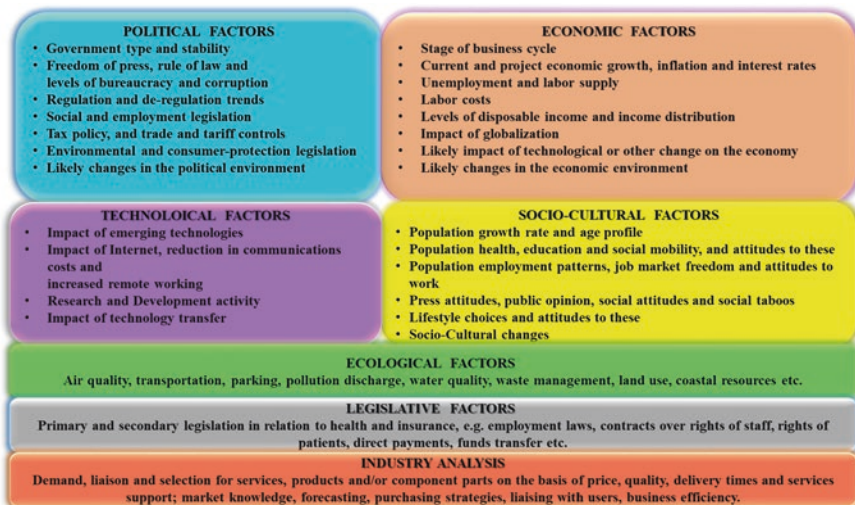 POLITICAL FACTORS
• Government type and stability
• Freedom of press, rule of law and
levels of bureaucracy and corruption
• Regulation and de-regulation trends
• Social and employment legislation
• Tax policy, and trade and tariff controls
• Environmental and consumer-protection legislation
• Likely changes in the political environment
ECONOMIC FACTORS
• Stage of business cycle
• Current and project economic growth, inflation and interest rates
• Unemployment and labor supply
• Labor costs
• Levels of disposable income and income distribution
• Impact of globalization
• Likely impact of technological or other change on the economy
• Likely changes in the economic environment
TECHNOLOICAL FACTORS
• Impact of emerging technologies
• Impact of Internet, reduction in communications
costs and
increased remote working
• Research and Development activity
• Impact of technology transfer
SOCIO-CULTURAL FACTORS
• Population growth rate and age profile
• Population health, education and social mobility, and attitudes to these
• Population employment patterns, job market freedom and attitudes to
work
• Press attitudes, public opinion, social attitudes and social taboos
• Lifestyle choices and attitudes to these
• Socio-Cultural changes
ECOLOGICAL FACTORS
Air quality, transportation, parking, pollution discharge, water quality, waste management, land use, coastal resources etc.
LEGISLATIVE FACTORS
Primary and secondary legislation in relation to health and insurance, e.g. employment laws, contracts over rights of staff, rights of
patients, direct payments, funds transfer etc.
INDUSTRY ANALYSIS
Demand, liaison and selection for services, products and/or component parts on the basis of price, quality, delivery times and services
support; market knowledge, forecasting, purchasing strategies, liaising with users, business efficiency.